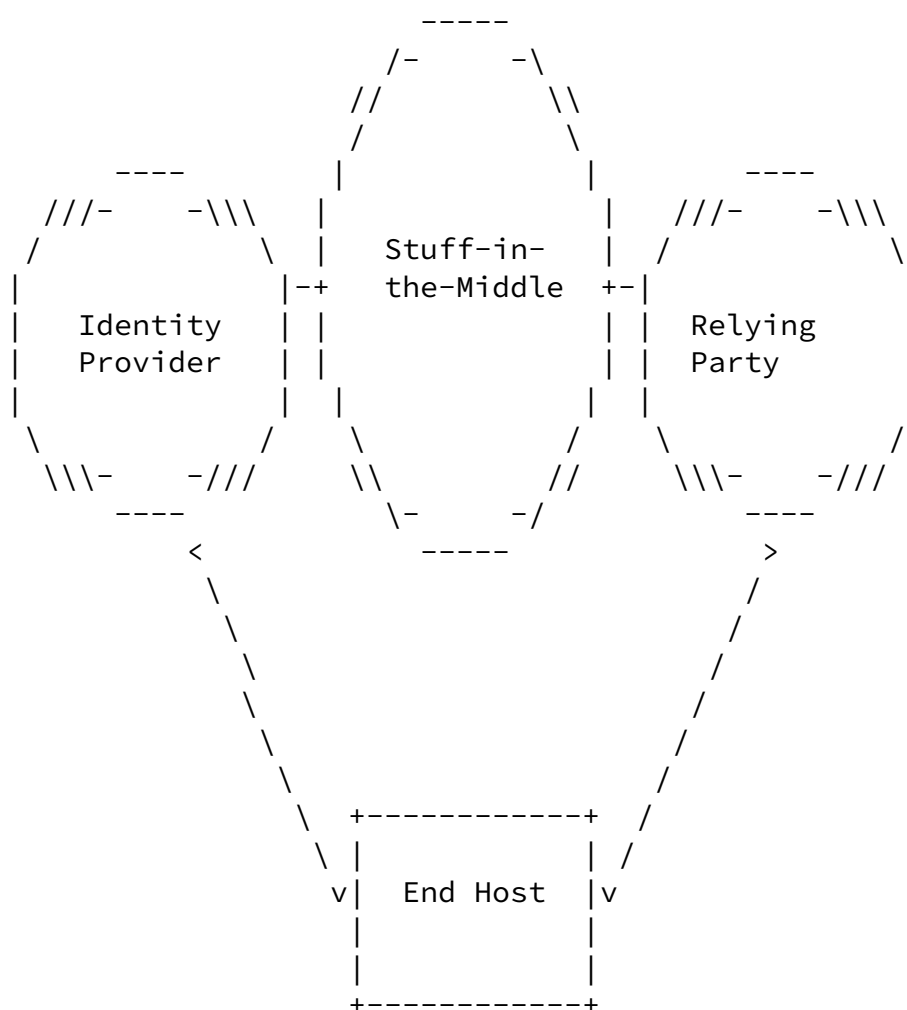 Stuff-in-
the-Middle
Identity
Provider
Relying
Party
End Host